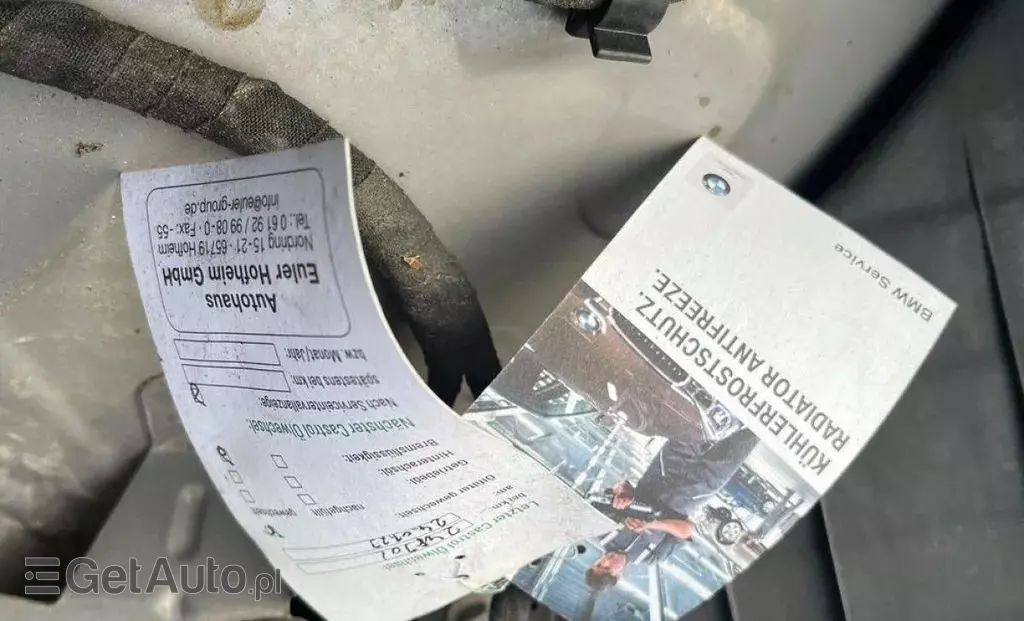 Letzter Castrol Ölwechsel
bei km:
am:
Ölfilter gewechselt:
nachgefüllt
gewechselt
Getriebeöl:
Hinterachsöl:
Bremsflüssigkeit:
Nächster Castrol Ölwechsel
Nach Serviceintervallanzeige:
spätestens bei km:
bzw Monat/Jahr:
Autohaus
Euler Hofheim GmbH
Nordring 15-21 · 65719 Hofheim
Tel.: 0 61 92 / 99 08-0 · Fax: -55
info@euler-group.de
BMW Service
KÜHLERFROSTSCHUTZ.
RADIATOR ANTIFREEZE.
GetAuto.pl